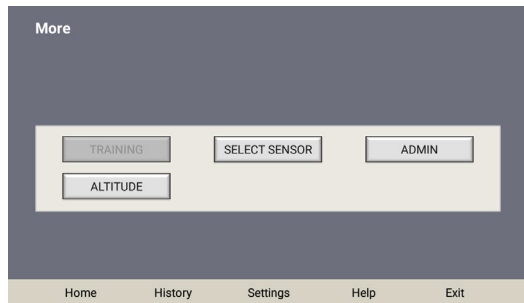 More
TRAINING SELECT SENSOR ADMIN
ALTITUDE
Home History Settings Help Exit